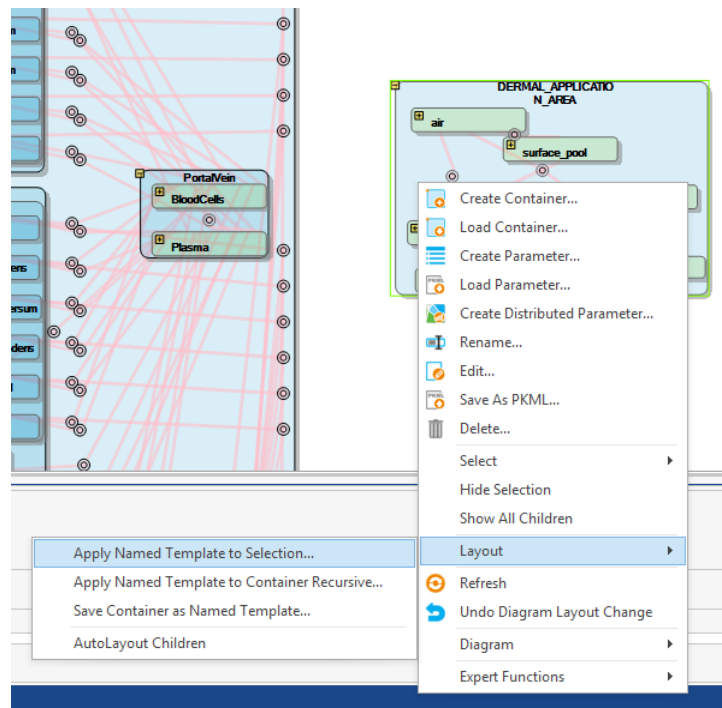 DERMAL_APPLICATIO
N_AREA
air
surface_pool
PortalVein
BloodCells
Plasma
Create Container...
Load Container...
Create Parameter...
PKML
Load Parameter...
Create Distributed Parameter...
Rename...
Edit...
PKML
Save As PKML...
Delete...
Select
Hide Selection
Show All Children
Layout
Refresh
Undo Diagram Layout Change
Diagram
Expert Functions
Apply Named Template to Selection...
Apply Named Template to Container Recursive...
Save Container as Named Template...
AutoLayout Children